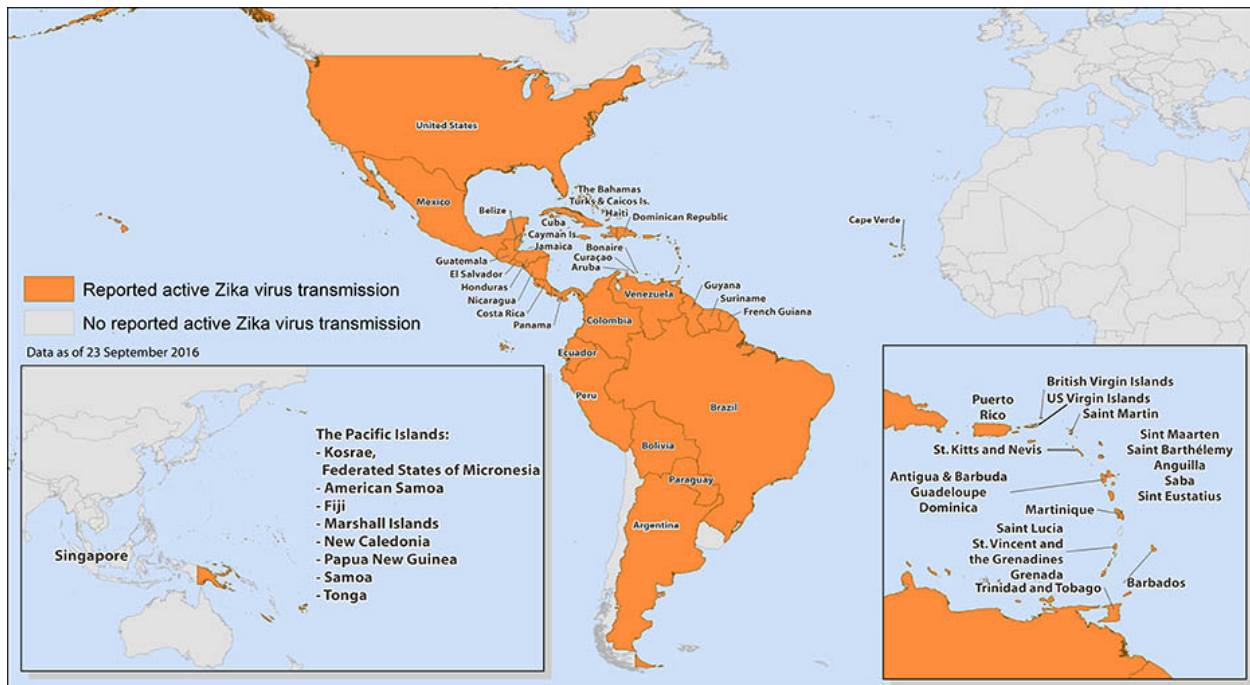 United States
Mexico
The Bahamas
Turks & Caicos Is.
Haiti
Dominican Republic
Belize
Cuba
Cayman Is
Jamaica
Cape Verde
Bonaire
Curaçao
Aruba
Guatemala
El Salvador
Honduras
Nicaragua
Costa Rica
Panama
Guyana
Suriname
French Guiana
Venezuela
Colombia
Ecuador
Peru
Brazil
Bolivia
Paraguay
Argentina
Reported active Zika virus transmission
No reported active Zika virus transmission
Data as of 23 September 2016
Singapore
The Pacific Islands:
- Kosrae,
Federated States of Micronesia
- American Samoa
- Fiji
- Marshall Islands
- New Caledonia
- Papua New Guinea
- Samoa
- Tonga
British Virgin Islands
US Virgin Islands
Puerto
Rico
Saint Martin
St. Kitts and Nevis
Sint Maarten
Saint Barthélemy
Anguilla
Saba
Sint Eustatius
Antigua & Barbuda
Guadeloupe
Dominica
Martinique
Saint Lucia
St. Vincent and
the Grenadines
Grenada
Trinidad and Tobago
Barbados